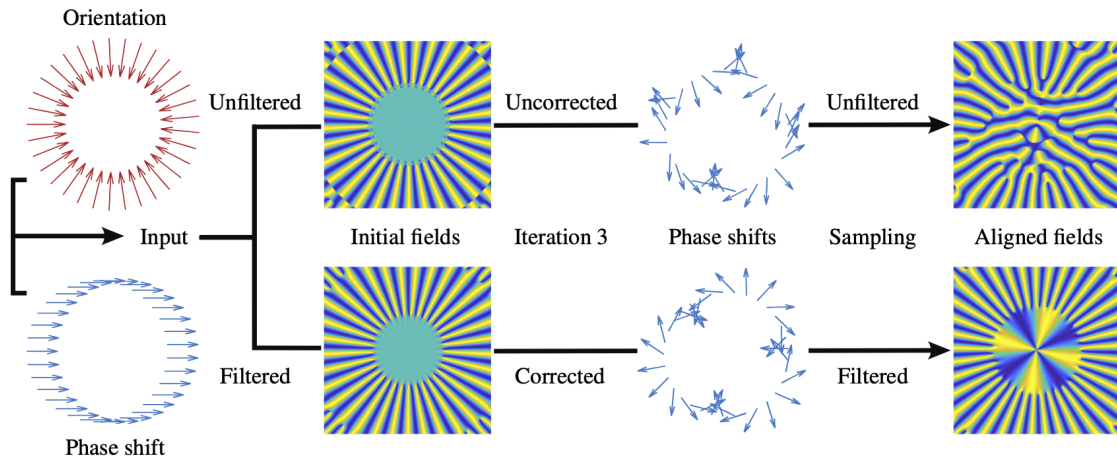 Orientation
Unfiltered
Uncorrected
Unfiltered
Input
Initial fields
Iteration 3
Phase shifts
Sampling
Aligned fields
Filtered
Corrected
Filtered
Phase shift